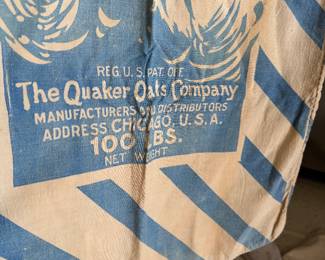 REG. U.S. PAT. OFF.
The Quaker Oats Company
MANUFACTURERS AND DISTRIBUTORS
ADDRESS CHICAGO, U.S.A.
100 LBS.
NET WEIGHT